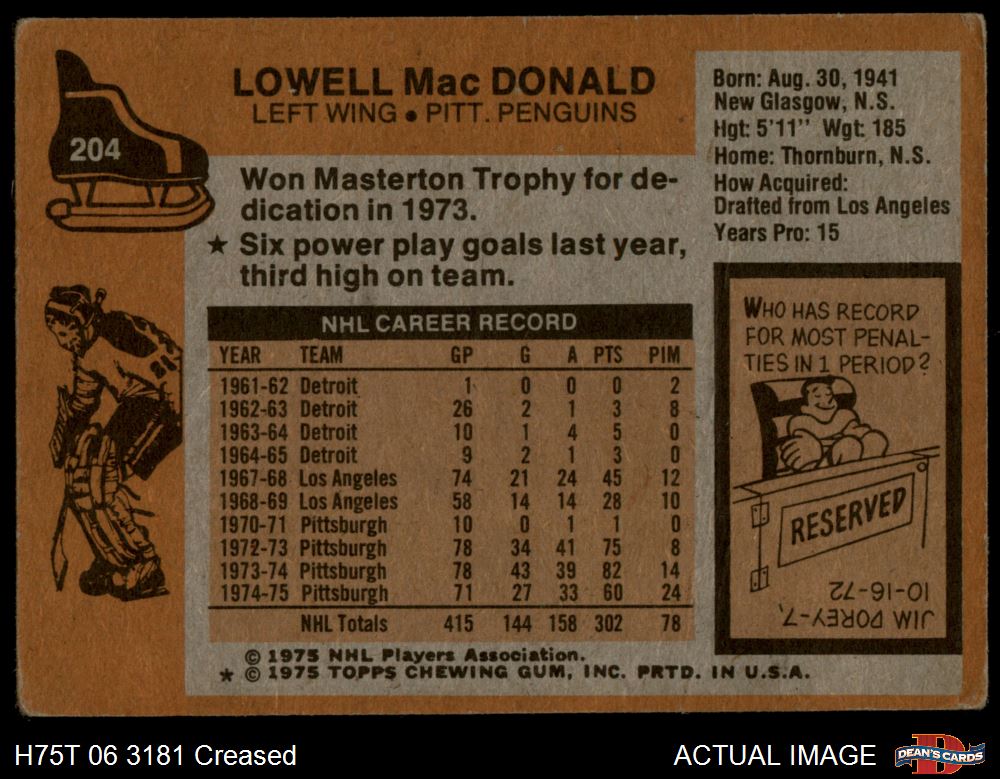 204
LOWELL Mac DONALD
LEFT WING • PITT. PENGUINS
Won Masterton Trophy for de-
dication in 1973.
★ Six power play goals last year,
third high on team.
NHL CAREER RECORD
YEAR TEAM GP G A PTS PIM
1961-62 Detroit 1 0 0 0 2
1962-63 Detroit 26 2 1 3 8
1963-64 Detroit 10 1 4 5 0
1964-65 Detroit 9 2 1 3 0
1967-68 Los Angeles 74 21 24 45 12
1968-69 Los Angeles 58 14 14 28 10
1970-71 Pittsburgh 10 0 1 1 0
1972-73 Pittsburgh 78 34 41 75 8
1973-74 Pittsburgh 78 43 39 82 14
1974-75 Pittsburgh 71 27 33 60 24
NHL Totals 415 144 158 302 78
© 1975 NHL Players Association.
★ © 1975 TOPPS CHEWING GUM, INC. PRTD. IN U.S.A.
Born: Aug. 30, 1941
New Glasgow, N.S.
Hgt: 5'11" Wgt: 185
Home: Thornburn, N.S.
How Acquired:
Drafted from Los Angeles
Years Pro: 15
WHO HAS RECORD
FOR MOST PENAL-
TIES IN 1 PERIOD?
RESERVED
JIM DOREY-7,
10-16-72
H75T 06 3181 Creased
ACTUAL IMAGE
D
DEAN'S CARDS